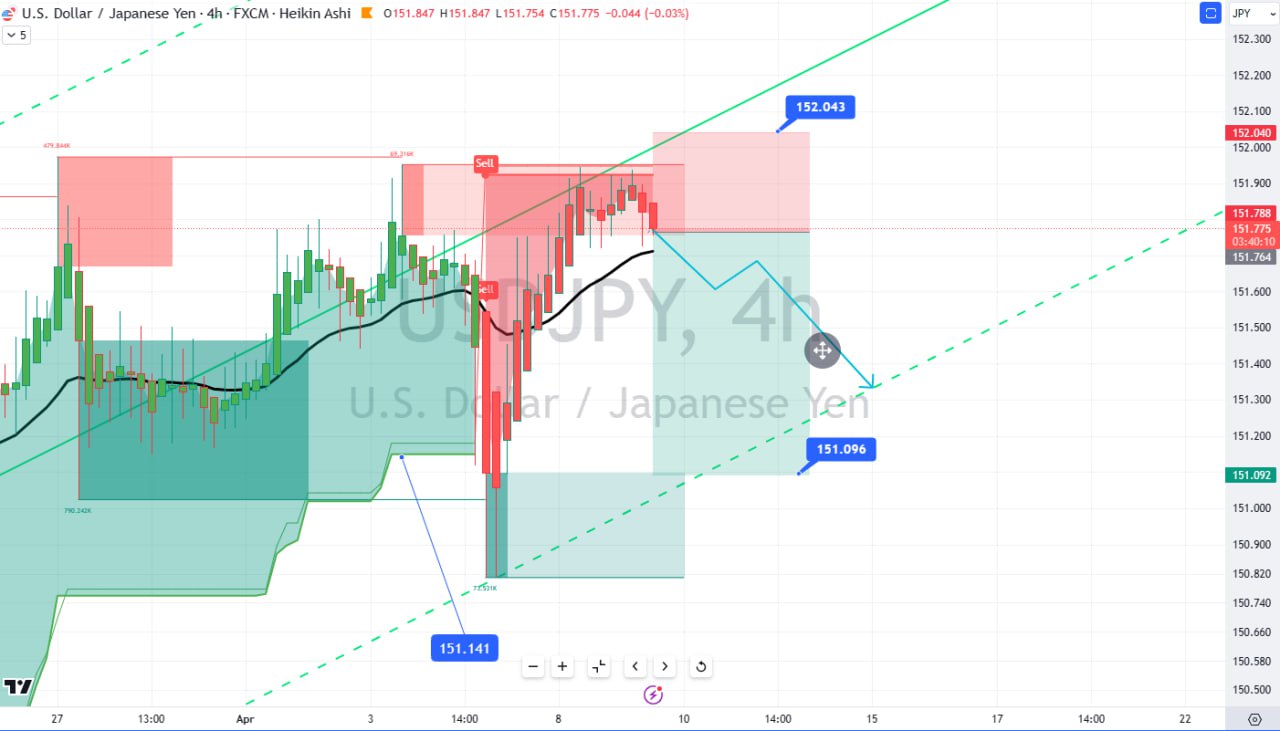 U.S. Dollar / Japanese Yen · 4h · FXCM · Heikin Ashi O151.847 H151.847 L151.754 C151.775 −0.044 (−0.03%)
JPY
5
152.300
152.200
152.100
152.043
152.040
152.000
479.844K
69.316K
Sell
151.900
151.788
151.775
03:40:10
151.764
Sell
151.600
USDJPY, 4h
151.500
151.400
U.S. Dollar / Japanese Yen
151.300
151.200
151.096
151.092
790.242K
151.000
150.900
150.820
73.531K
150.740
151.141
150.660
150.580
150.500
27 13:00 Apr 3 14:00 8 10 14:00 15 17 14:00 22